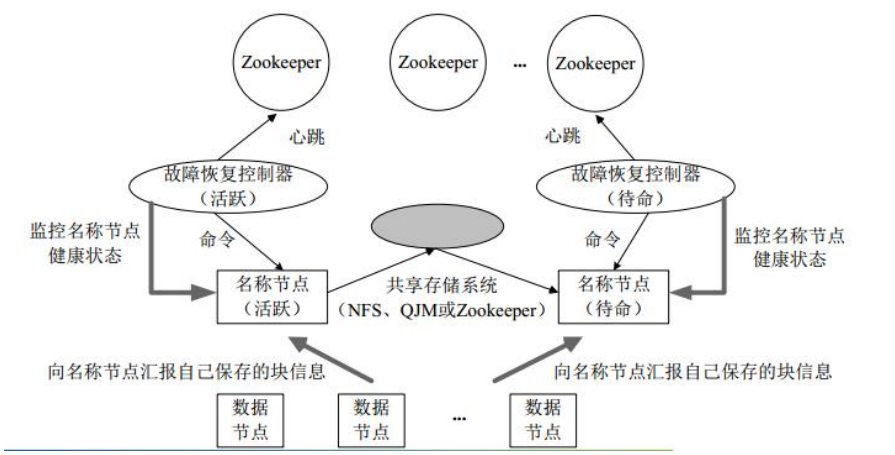 Zookeeper
Zookeeper
...
Zookeeper
心跳
心跳
故障恢复控制器
（活跃）
故障恢复控制器
（待命）
监控名称节点
健康状态
命令
命令
监控名称节点
健康状态
名称节点
（活跃）
共享存储系统
（NFS、QJM或Zookeeper）
名称节点
（待命）
向名称节点汇报自己保存的块信息
向名称节点汇报自己保存的块信息
数据
节点
数据
节点
...
数据
节点